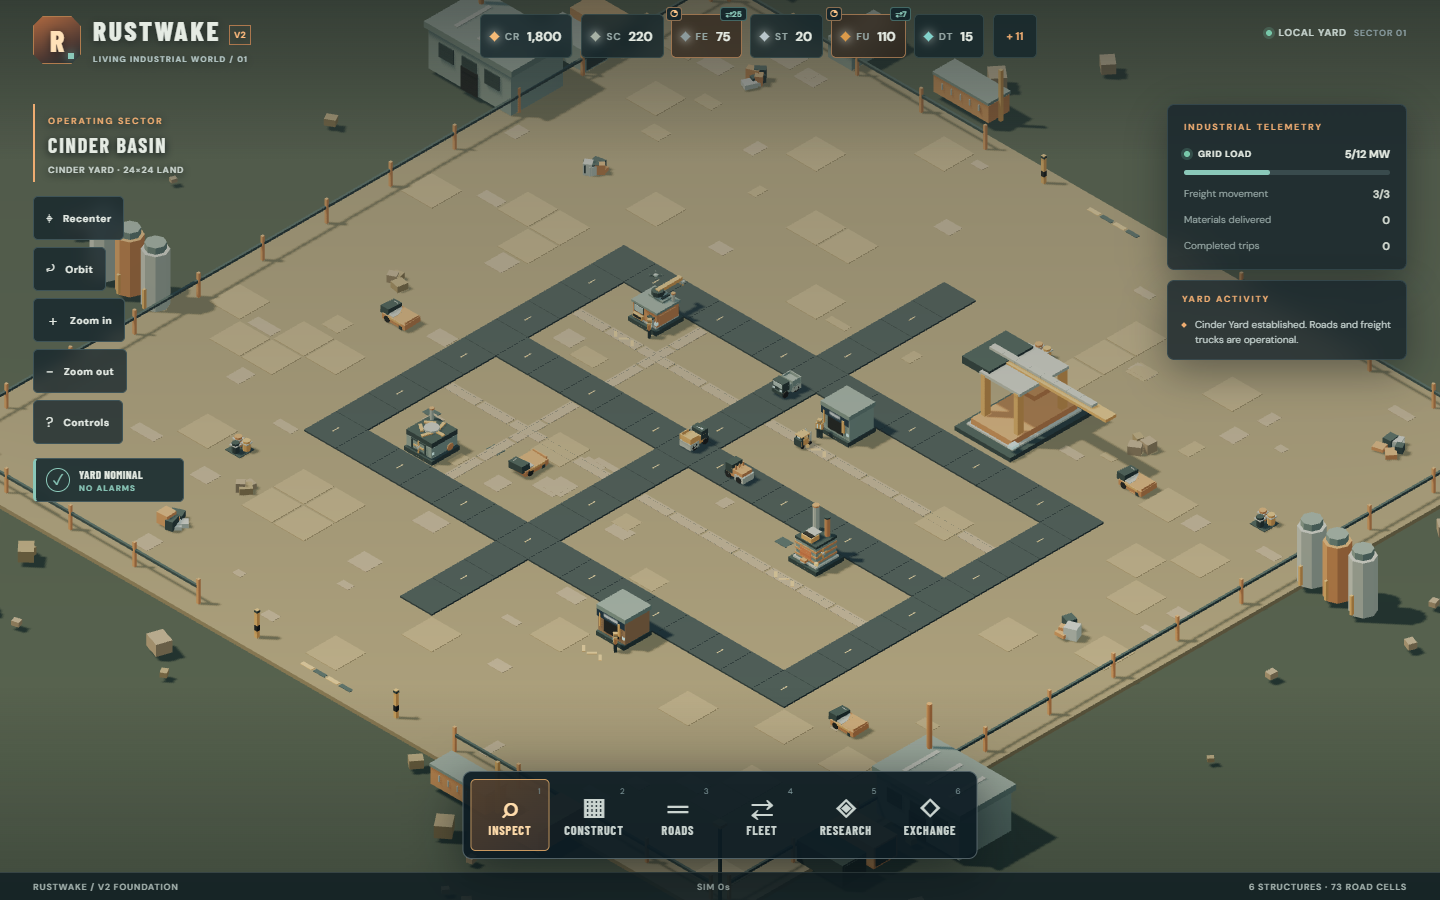 R
RUSTWAKE V2
LIVING INDUSTRIAL WORLD / 01
CR 1,800
SC 220
FE 75
⇄25
ST 20
FU 110
⇄7
DT 15
+11
LOCAL YARD SECTOR 01
OPERATING SECTOR
CINDER BASIN
CINDER YARD · 24×24 LAND
Recenter
Orbit
+ Zoom in
− Zoom out
? Controls
✓ YARD NOMINAL
NO ALARMS
INDUSTRIAL TELEMETRY
GRID LOAD 5/12 MW
Freight movement 3/3
Materials delivered 0
Completed trips 0
YARD ACTIVITY
Cinder Yard established. Roads and freight
trucks are operational.
1
INSPECT
2
CONSTRUCT
3
ROADS
4
FLEET
5
RESEARCH
6
EXCHANGE
RUSTWAKE / V2 FOUNDATION
SIM 0s
6 STRUCTURES · 73 ROAD CELLS